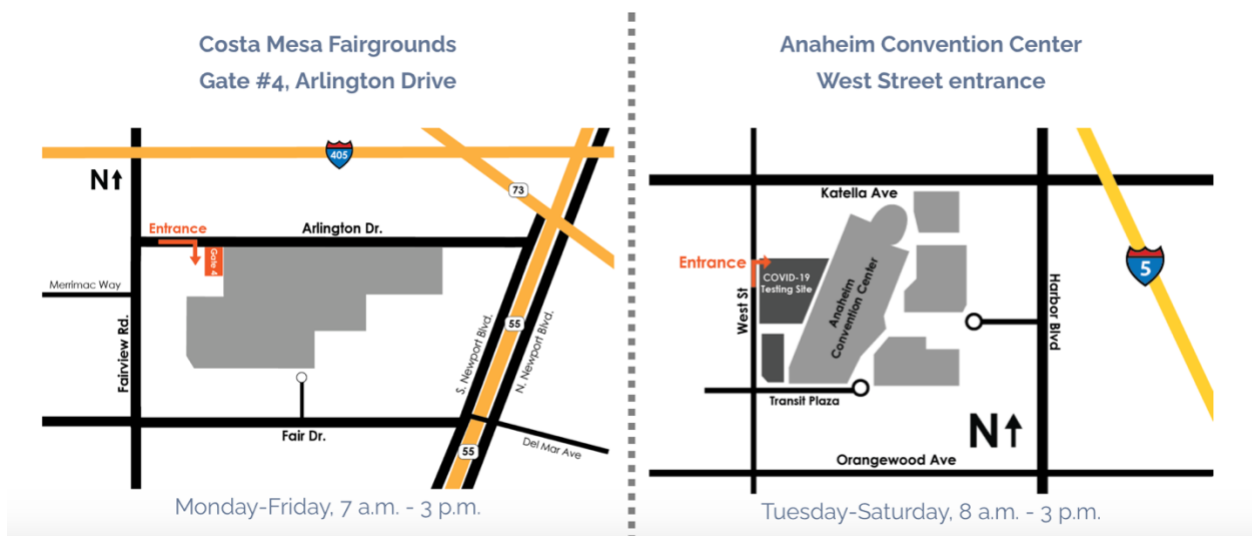 Costa Mesa Fairgrounds
Gate #4, Arlington Drive
405
N
73
Entrance
Arlington Dr.
Gate 4
Merrimac Way
Fairview Rd.
S. Newport Blvd.
55
N. Newport Blvd.
Fair Dr.
55
Del Mar Ave
Monday-Friday, 7 a.m. - 3 p.m.
Anaheim Convention Center
West Street entrance
Katella Ave
Entrance
COVID-19
Testing Site
Anaheim
Convention Center
5
West St
Harbor Blvd
Transit Plaza
N
Orangewood Ave
Tuesday-Saturday, 8 a.m. - 3 p.m.